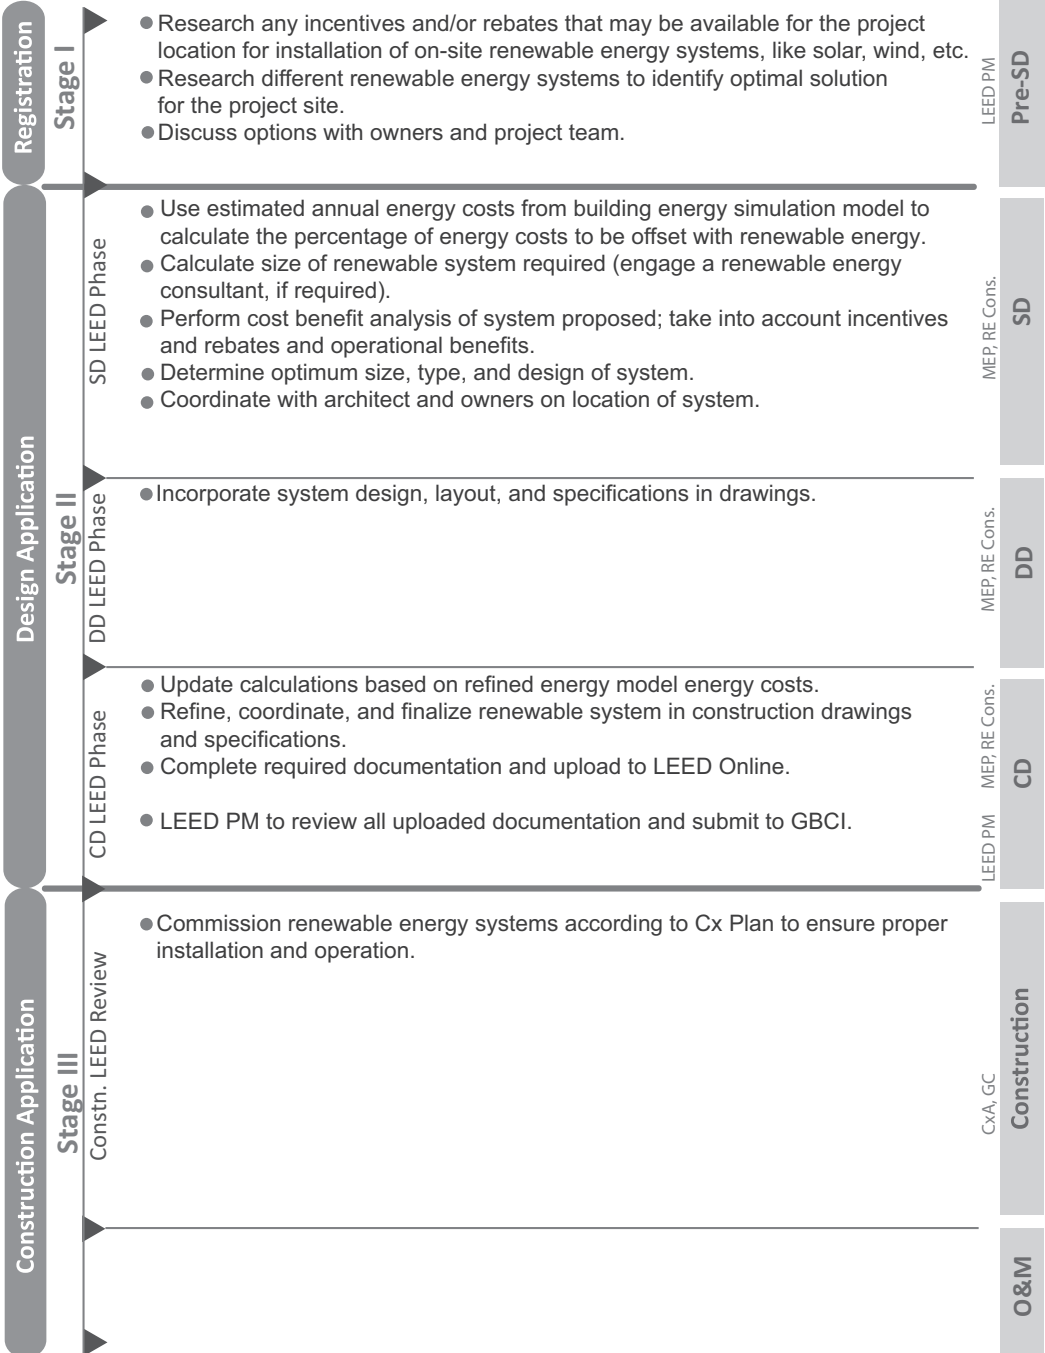 Registration
Stage I
Research any incentives and/or rebates that may be available for the project
location for installation of on-site renewable energy systems, like solar, wind, etc.
Research different renewable energy systems to identify optimal solution
for the project site.
Discuss options with owners and project team.
LEED PM
Pre-SD
Design Application
Stage II
SD LEED Phase
Use estimated annual energy costs from building energy simulation model to
calculate the percentage of energy costs to be offset with renewable energy.
Calculate size of renewable system required (engage a renewable energy
consultant, if required).
Perform cost benefit analysis of system proposed; take into account incentives
and rebates and operational benefits.
Determine optimum size, type, and design of system.
Coordinate with architect and owners on location of system.
MEP, RE Cons.
SD
DD LEED Phase
Incorporate system design, layout, and specifications in drawings.
MEP, RE Cons.
DD
CD LEED Phase
Update calculations based on refined energy model energy costs.
Refine, coordinate, and finalize renewable system in construction drawings
and specifications.
Complete required documentation and upload to LEED Online.
LEED PM to review all uploaded documentation and submit to GBCI.
MEP, RE Cons.
LEED PM
CD
Construction Application
Stage III
Constn. LEED Review
Commission renewable energy systems according to Cx Plan to ensure proper
installation and operation.
CxA, GC
Construction
O&M